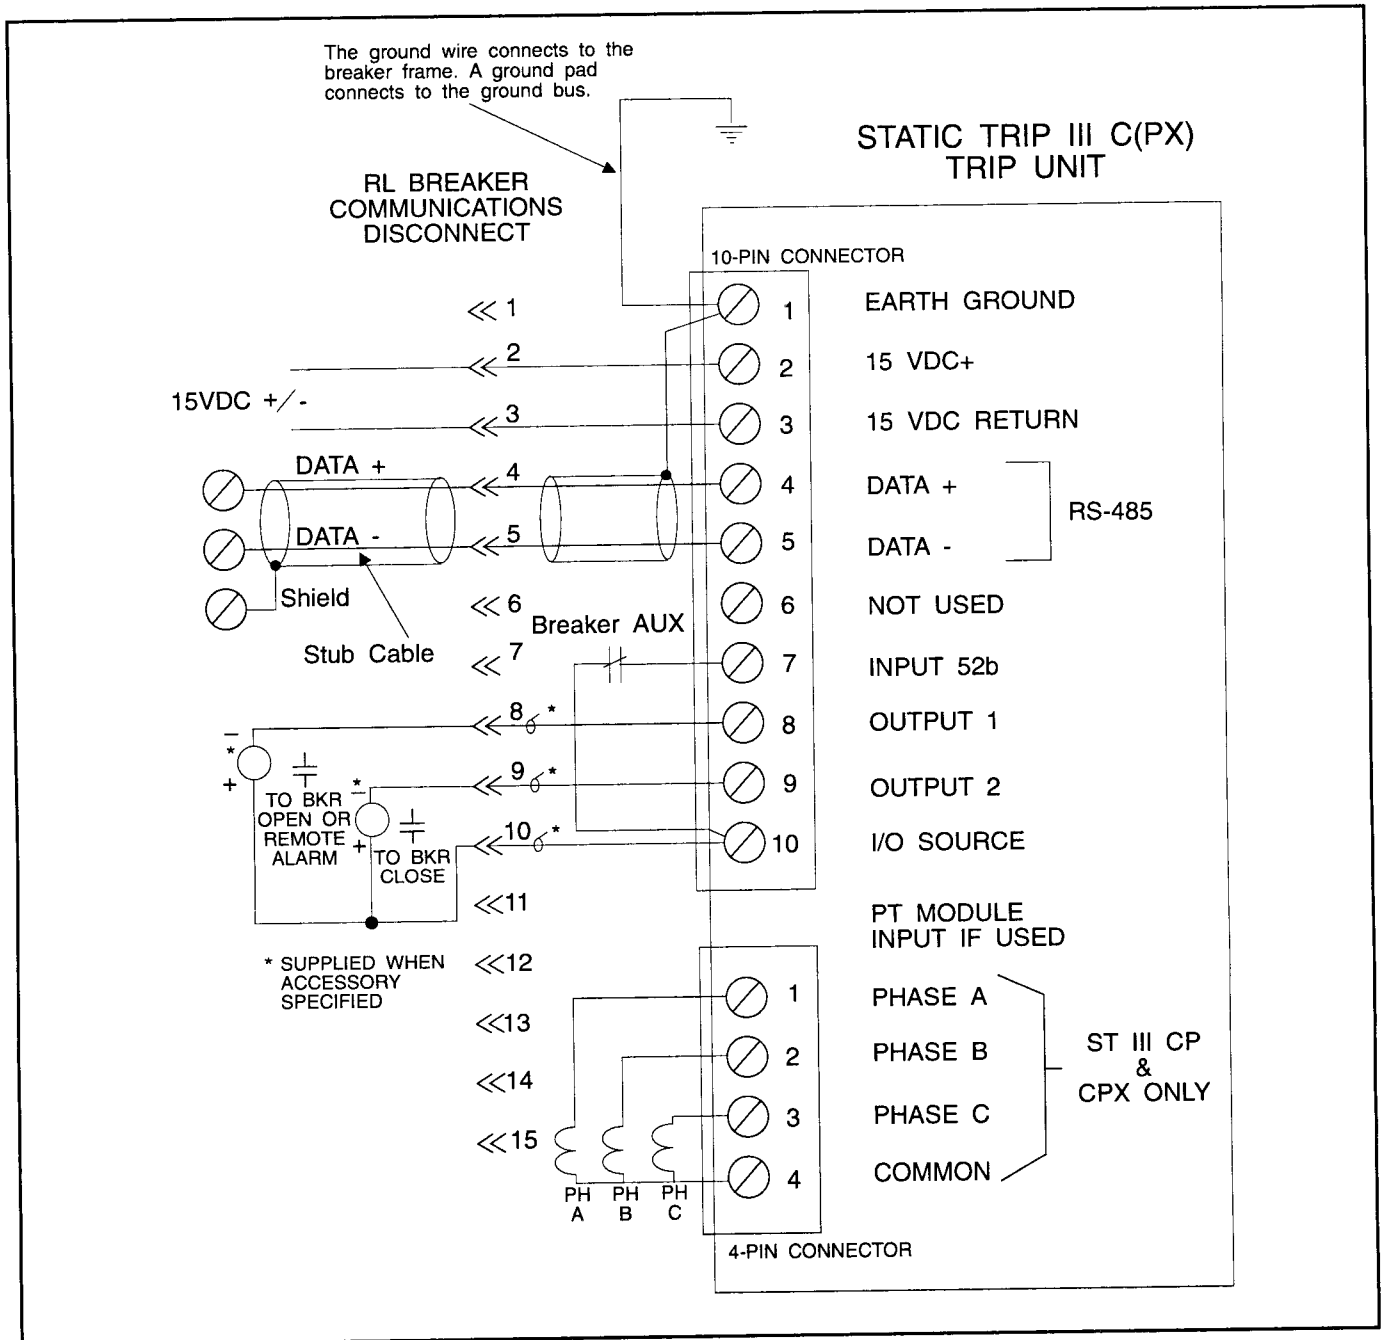 The ground wire connects to the
breaker frame. A ground pad
connects to the ground bus.
STATIC TRIP III C(PX)
TRIP UNIT
RL BREAKER
COMMUNICATIONS
DISCONNECT
10-PIN CONNECTOR
1
1
EARTH GROUND
2
2
15 VDC+
15VDC +/-
3
3
15 VDC RETURN
DATA +
4
4
DATA +
RS-485
DATA -
5
5
DATA -
Shield
6
6
NOT USED
Stub Cable
Breaker AUX
7
7
INPUT 52b
8
*
8
OUTPUT 1
-
*
+
TO BKR
OPEN OR
REMOTE
ALARM
9
*
9
OUTPUT 2
*
-
+
TO BKR
CLOSE
10
*
10
I/O SOURCE
11
PT MODULE
INPUT IF USED
* SUPPLIED WHEN
ACCESSORY
SPECIFIED
12
13
14
15
1
PHASE A
2
PHASE B
3
PHASE C
4
COMMON
ST III CP
&
CPX ONLY
PH
A
PH
B
PH
C
4-PIN CONNECTOR